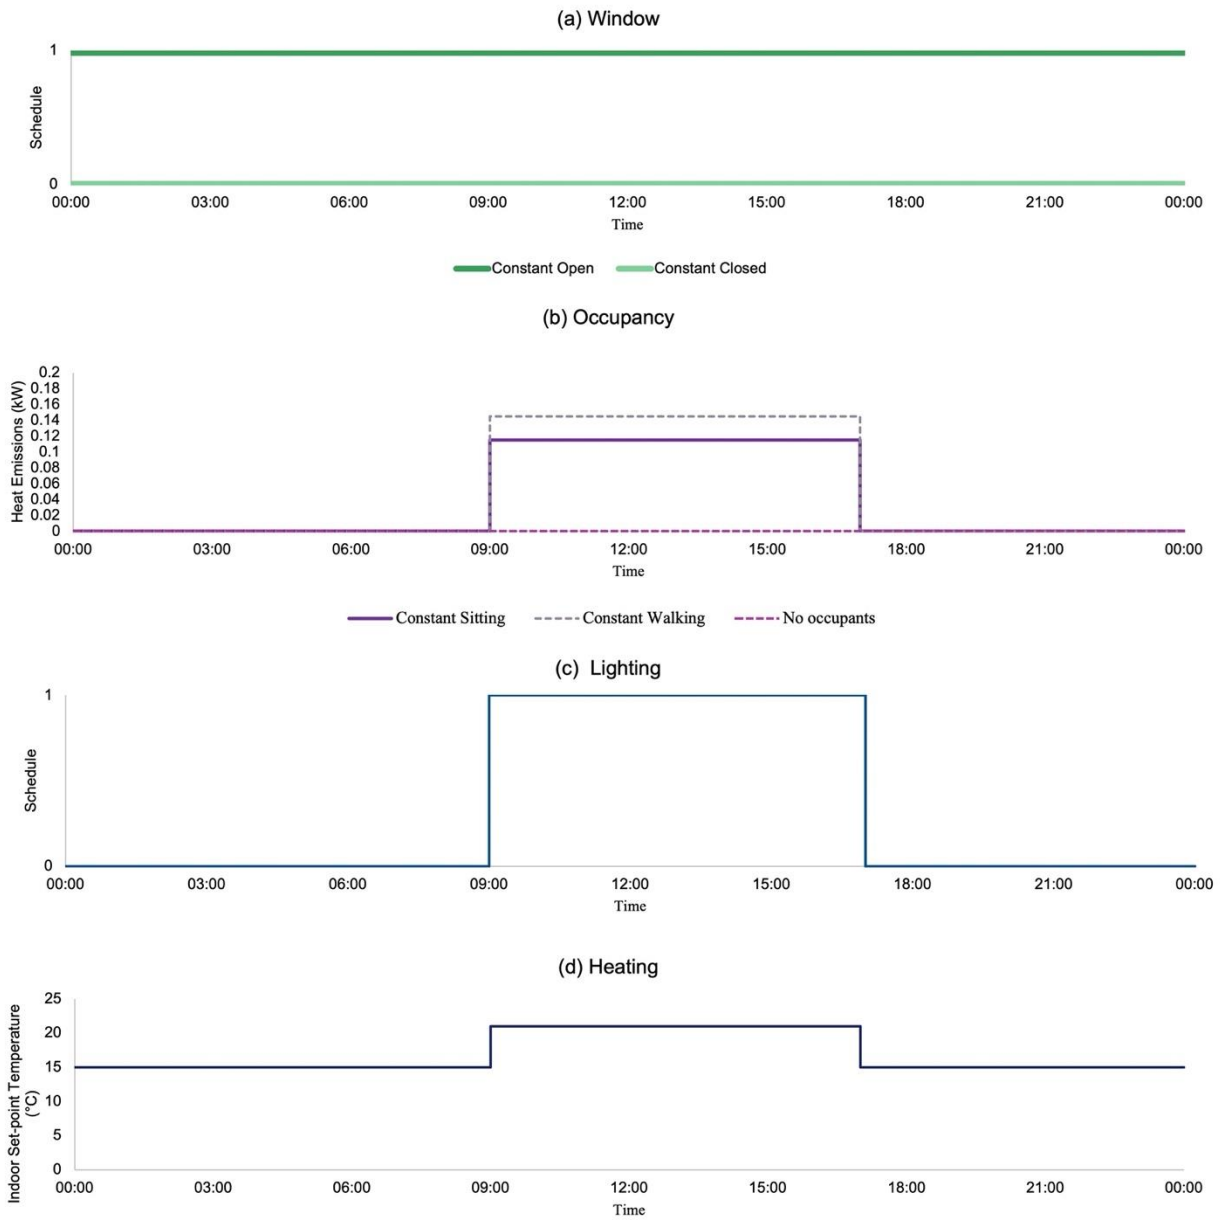 (a) Window
1
Schedule
0
00:00 03:00 06:00 09:00 12:00 15:00 18:00 21:00 00:00
Time
Constant Open Constant Closed
(b) Occupancy
Heat Emissions (kW)
0.2
0.18
0.16
0.14
0.12
0.1
0.08
0.06
0.04
0.02
0
00:00 03:00 06:00 09:00 12:00 15:00 18:00 21:00 00:00
Time
Constant Sitting Constant Walking No occupants
(c) Lighting
1
Schedule
0
00:00 03:00 06:00 09:00 12:00 15:00 18:00 21:00 00:00
Time
(d) Heating
Indoor Set-point Temperature
(°C)
25
20
15
10
5
0
00:00 03:00 06:00 09:00 12:00 15:00 18:00 21:00 00:00
Time